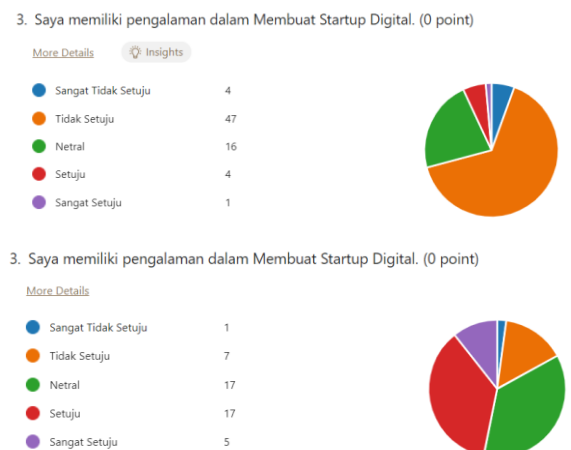 3. Saya memiliki pengalaman dalam Membuat Startup Digital. (0 point)
More Details Insights
Sangat Tidak Setuju 4
Tidak Setuju 47
Netral 16
Setuju 4
Sangat Setuju 1
3. Saya memiliki pengalaman dalam Membuat Startup Digital. (0 point)
More Details
Sangat Tidak Setuju 1
Tidak Setuju 7
Netral 17
Setuju 17
Sangat Setuju 5